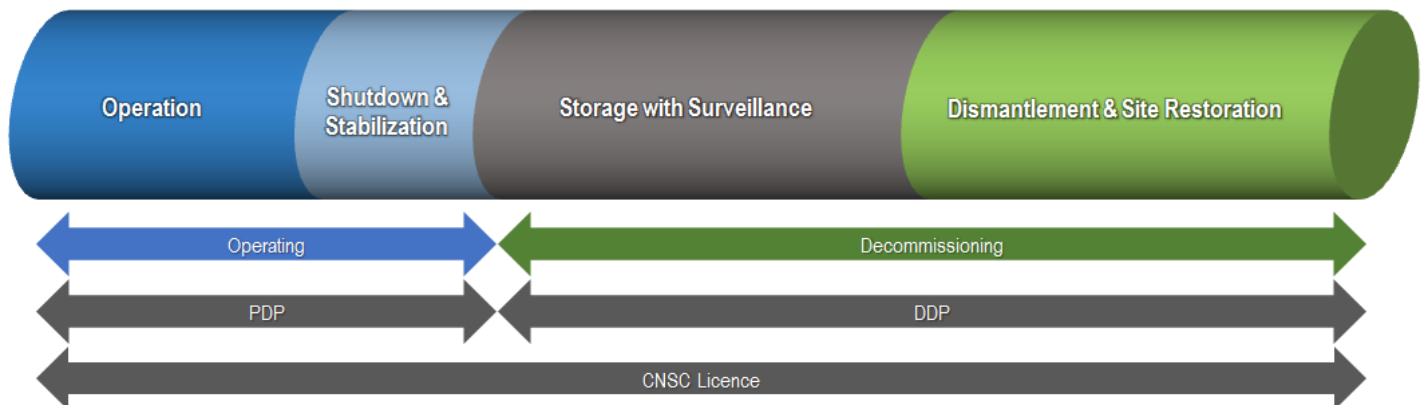 Operation
Shutdown &
Stabilization
Storage with Surveillance
Dismantlement & Site Restoration
Operating
Decommissioning
PDP
DDP
CNSC Licence